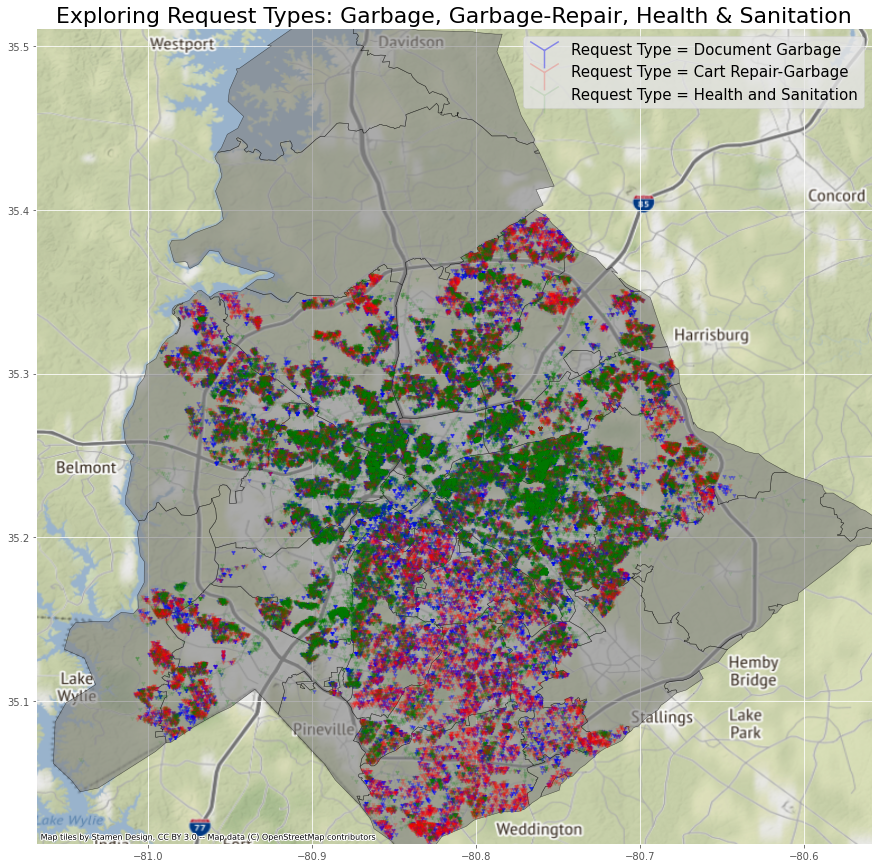 Exploring Request Types: Garbage, Garbage-Repair, Health & Sanitation
Request Type = Document Garbage
Request Type = Cart Repair-Garbage
Request Type = Health and Sanitation
35.5
35.4
35.3
35.2
35.1
Westport
Davidson
85
Concord
Harrisburg
Belmont
Lake
Wylie
Hemby
Bridge
Stallings
Lake
Park
Pineville
Weddington
Lake Wylie
77
Map tiles by Stamen Design, CC BY 3.0 -- Map data (C) OpenStreetMap contributors
−81.0
−80.9
−80.8
−80.7
−80.6